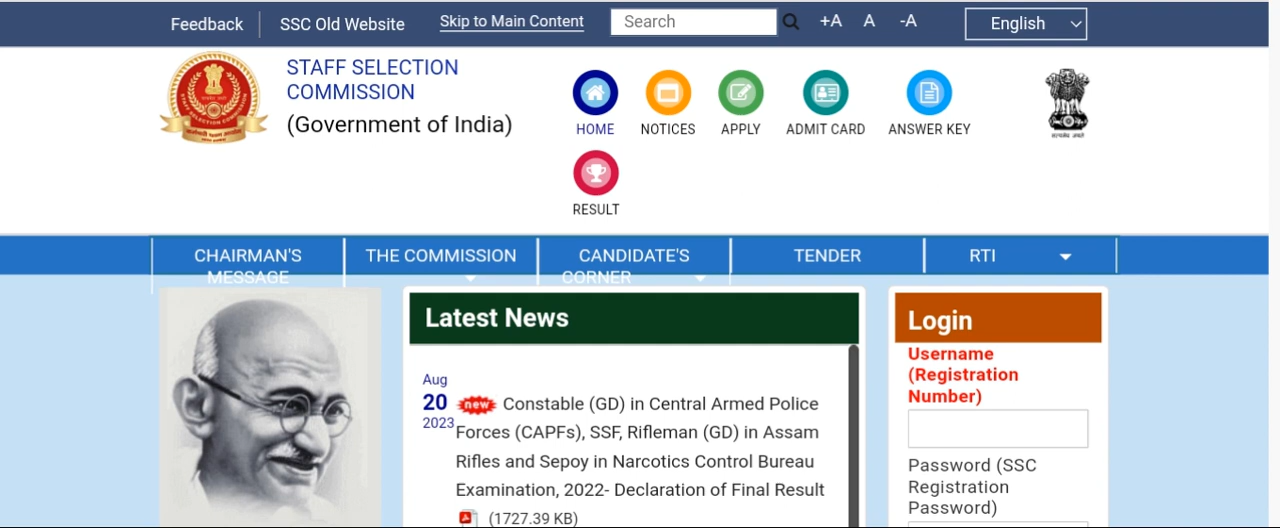 Feedback
SSC Old Website
Skip to Main Content
Search
+A
A
-A
English
STAFF SELECTION
COMMISSION
(Government of India)
HOME
NOTICES
APPLY
ADMIT CARD
ANSWER KEY
RESULT
CHAIRMAN'S
MESSAGE
THE COMMISSION
CANDIDATE'S
CORNER
TENDER
RTI
Latest News
Aug
20
2023
new Constable (GD) in Central Armed Police
Forces (CAPFs), SSF, Rifleman (GD) in Assam
Rifles and Sepoy in Narcotics Control Bureau
Examination, 2022- Declaration of Final Result
(1727.39 KB)
Login
Username
(Registration
Number)
Password (SSC
Registration
Password)